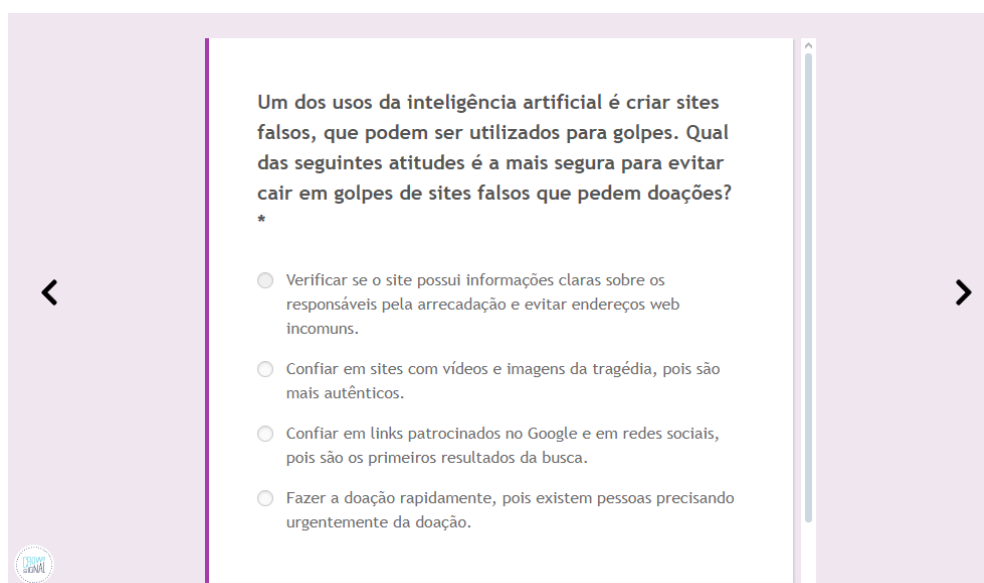 Um dos usos da inteligência artificial é criar sites
falsos, que podem ser utilizados para golpes. Qual
das seguintes atitudes é a mais segura para evitar
cair em golpes de sites falsos que pedem doações?
*
Verificar se o site possui informações claras sobre os
responsáveis pela arrecadação e evitar endereços web
incomuns.
Confiar em sites com vídeos e imagens da tragédia, pois são
mais autênticos.
Confiar em links patrocinados no Google e em redes sociais,
pois são os primeiros resultados da busca.
Fazer a doação rapidamente, pois existem pessoas precisando
urgentemente da doação.